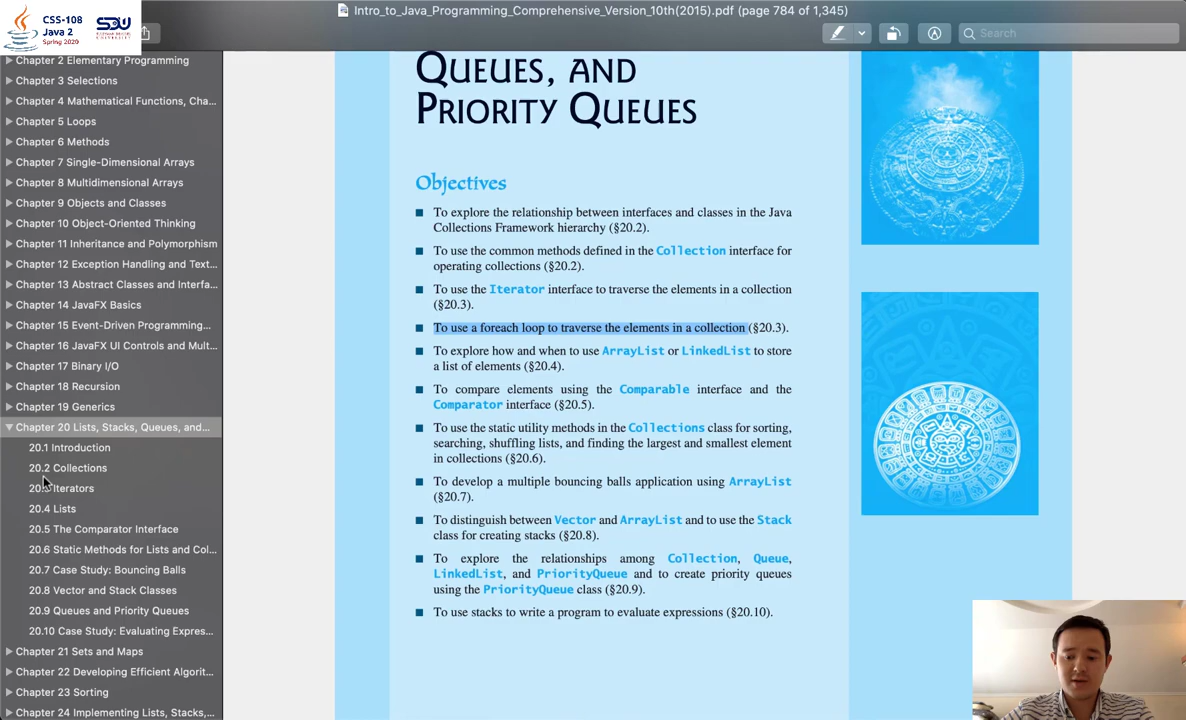 CSS-108
Java 2
Spring 2020
SDU
Intro_to_Java_Programming_Comprehensive_Version_10th(2015).pdf (page 784 of 1,345)
Search
Chapter 2 Elementary Programming
Chapter 3 Selections
Chapter 4 Mathematical Functions, Cha...
Chapter 5 Loops
Chapter 6 Methods
Chapter 7 Single-Dimensional Arrays
Chapter 8 Multidimensional Arrays
Chapter 9 Objects and Classes
Chapter 10 Object-Oriented Thinking
Chapter 11 Inheritance and Polymorphism
Chapter 12 Exception Handling and Text...
Chapter 13 Abstract Classes and Interfa...
Chapter 14 JavaFX Basics
Chapter 15 Event-Driven Programming...
Chapter 16 JavaFX UI Controls and Mult...
Chapter 17 Binary I/O
Chapter 18 Recursion
Chapter 19 Generics
Chapter 20 Lists, Stacks, Queues, and...
20.1 Introduction
20.2 Collections
Iterators
20.4 Lists
20.5 The Comparator Interface
20.6 Static Methods for Lists and Col...
20.7 Case Study: Bouncing Balls
20.8 Vector and Stack Classes
20.9 Queues and Priority Queues
20.10 Case Study: Evaluating Expres...
Chapter 21 Sets and Maps
Chapter 22 Developing Efficient Algorit...
Chapter 23 Sorting
Chapter 24 Implementing Lists, Stacks,...
QUEUES, AND
PRIORITY QUEUES
Objectives
■ To explore the relationship between interfaces and classes in the Java
Collections Framework hierarchy (§20.2).
■ To use the common methods defined in the Collection interface for
operating collections (§20.2).
■ To use the Iterator interface to traverse the elements in a collection
(§20.3).
■ To use a foreach loop to traverse the elements in a collection (§20.3).
■ To explore how and when to use ArrayList or LinkedList to store
a list of elements (§20.4).
■ To compare elements using the Comparable interface and the
Comparator interface (§20.5).
■ To use the static utility methods in the Collections class for sorting,
searching, shuffling lists, and finding the largest and smallest element
in collections (§20.6).
■ To develop a multiple bouncing balls application using ArrayList
(§20.7).
■ To distinguish between Vector and ArrayList and to use the Stack
class for creating stacks (§20.8).
■ To explore the relationships among Collection, Queue,
LinkedList, and PriorityQueue and to create priority queues
using the PriorityQueue class (§20.9).
■ To use stacks to write a program to evaluate expressions (§20.10).